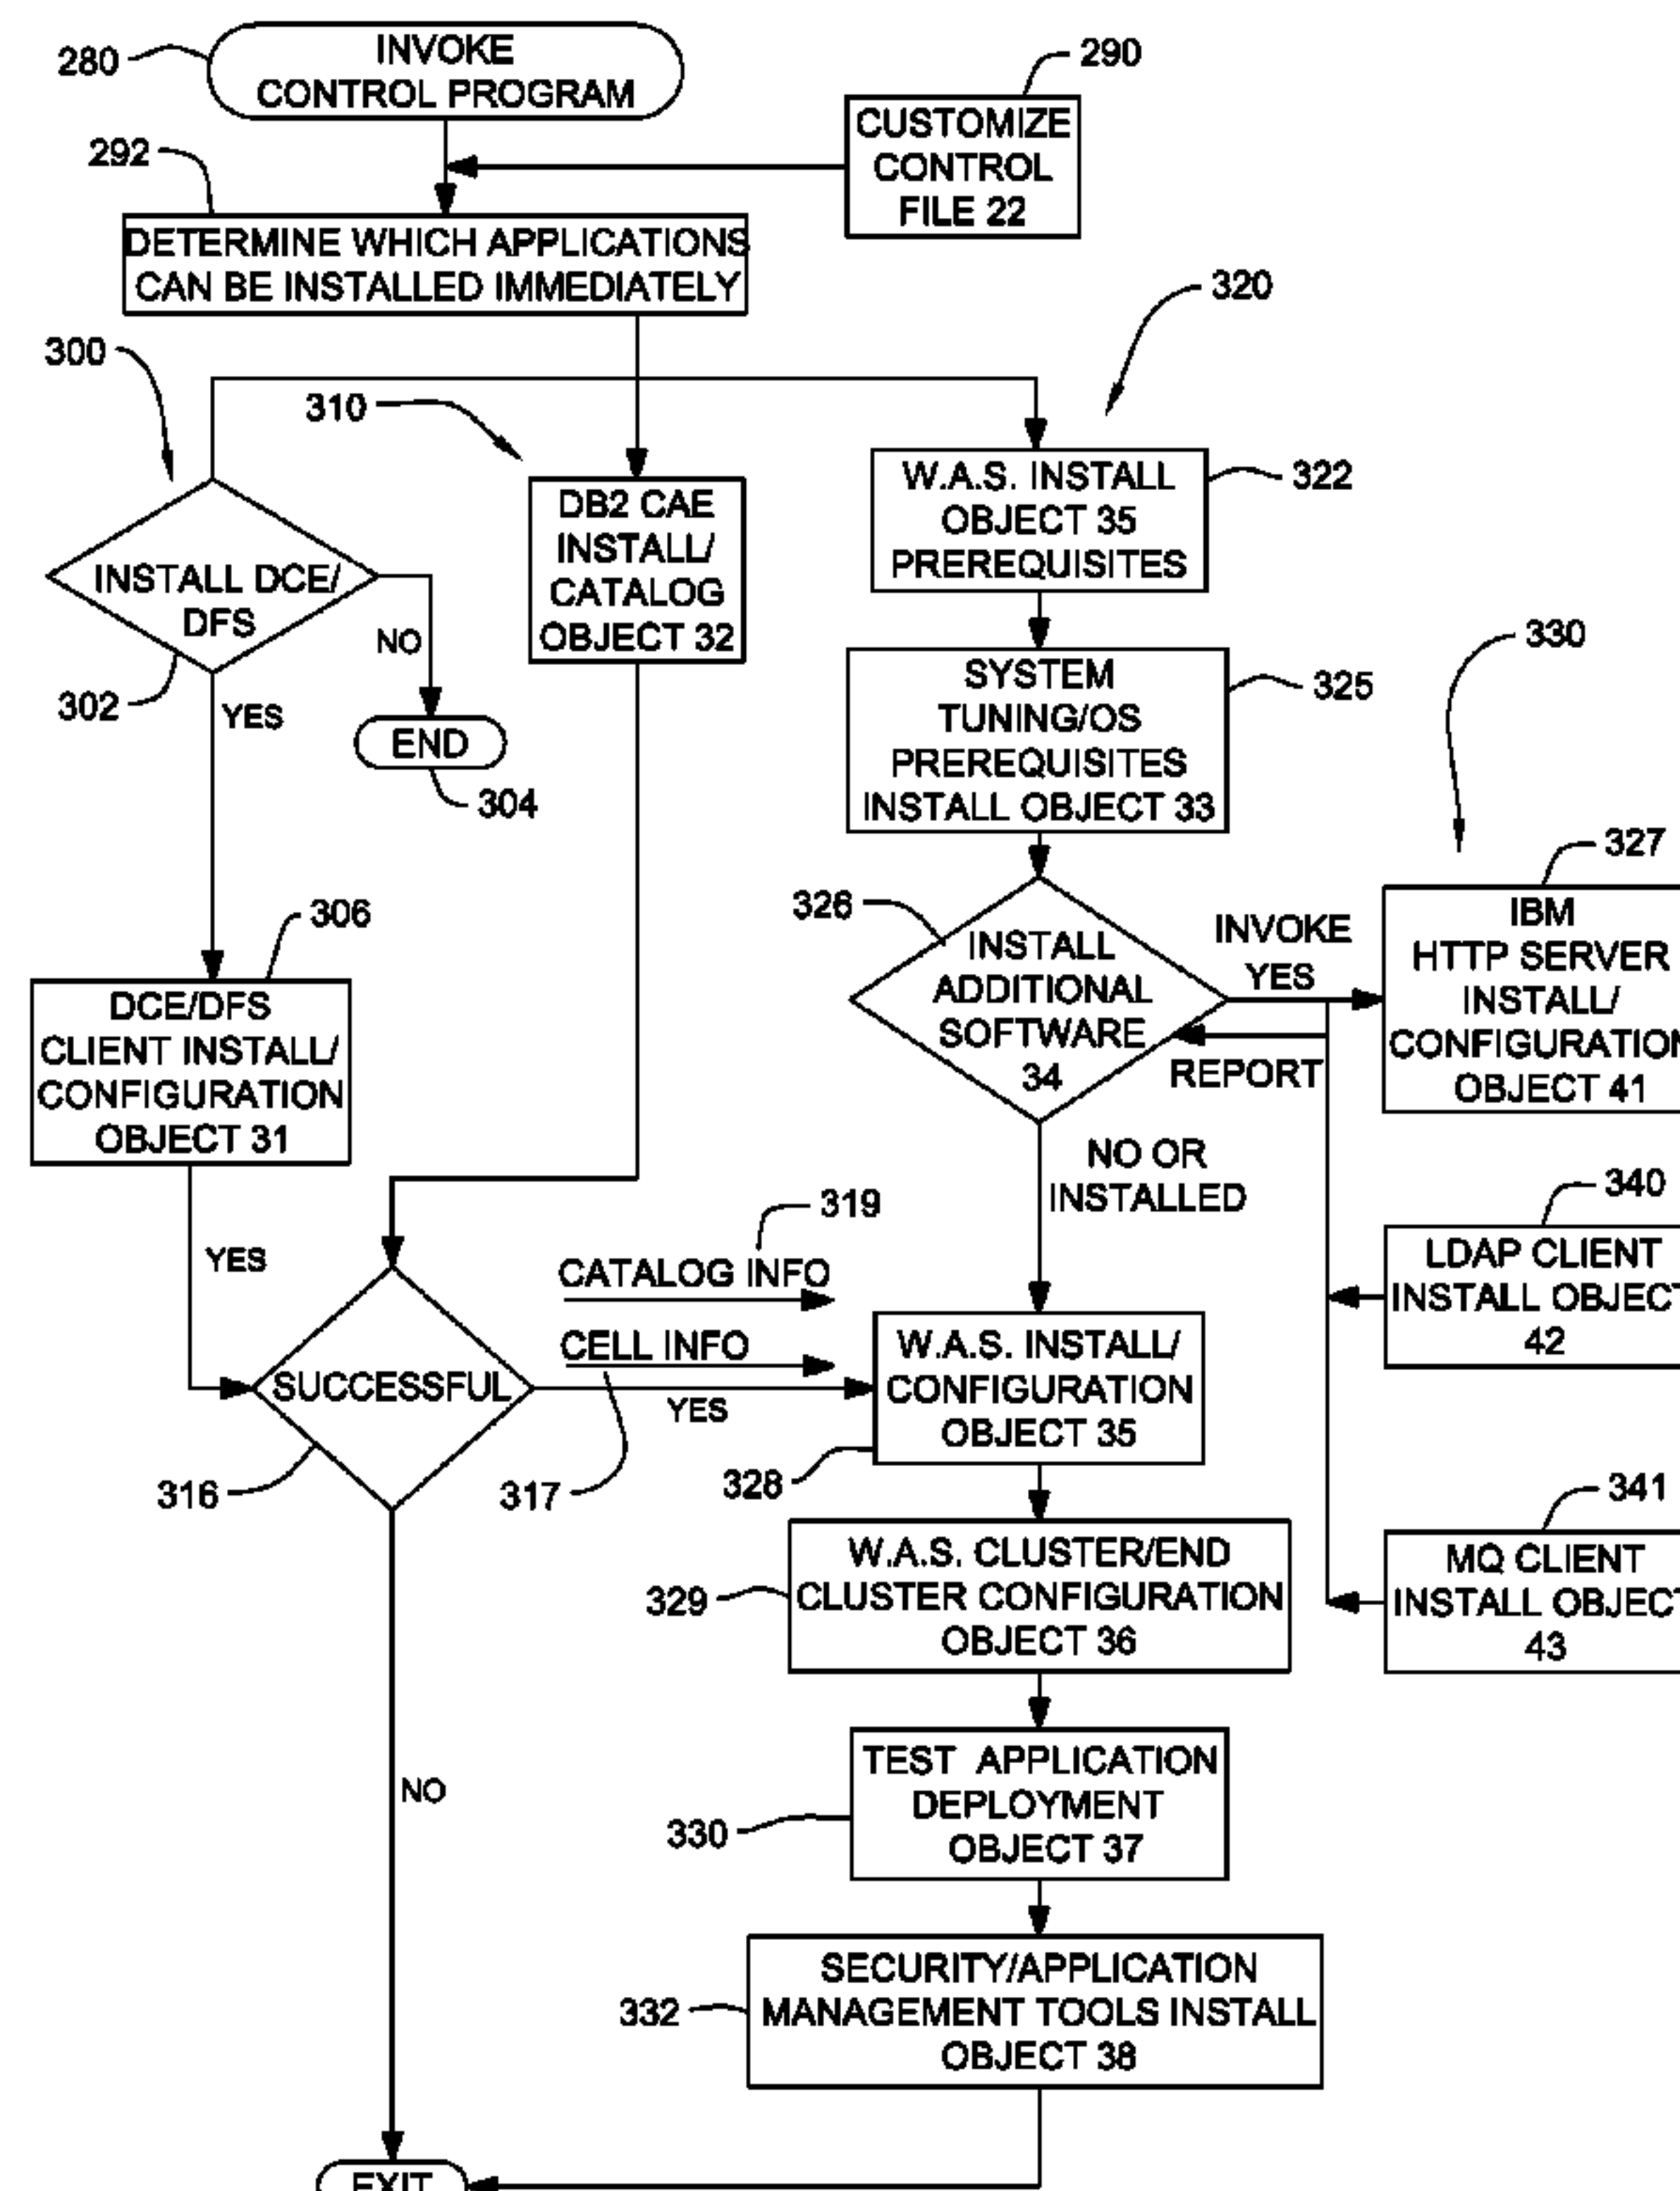 280
INVOKE
CONTROL PROGRAM
290
CUSTOMIZE
CONTROL
FILE 22
292
DETERMINE WHICH APPLICATIONS
CAN BE INSTALLED IMMEDIATELY
320
300
310
W.A.S. INSTALL
OBJECT 35
PREREQUISITES
322
DB2 CAE
INSTALL/
CATALOG
OBJECT 32
INSTALL DCE/
DFS
NO
302
YES
END
304
SYSTEM
TUNING/OS
PREREQUISITES
INSTALL OBJECT 33
325
330
327
326
INSTALL
ADDITIONAL
SOFTWARE
34
INVOKE
YES
REPORT
IBM
HTTP SERVER
INSTALL/
CONFIGURATION
OBJECT 41
306
DCE/DFS
CLIENT INSTALL/
CONFIGURATION
OBJECT 31
NO OR
INSTALLED
340
LDAP CLIENT
INSTALL OBJECT
42
319
YES
CATALOG INFO
CELL INFO
SUCCESSFUL
YES
W.A.S. INSTALL/
CONFIGURATION
OBJECT 35
316
317
328
341
MQ CLIENT
INSTALL OBJECT
43
W.A.S. CLUSTER/END
CLUSTER CONFIGURATION
OBJECT 36
329
NO
TEST APPLICATION
DEPLOYMENT
OBJECT 37
330
SECURITY/APPLICATION
MANAGEMENT TOOLS INSTALL
OBJECT 38
332
EXIT